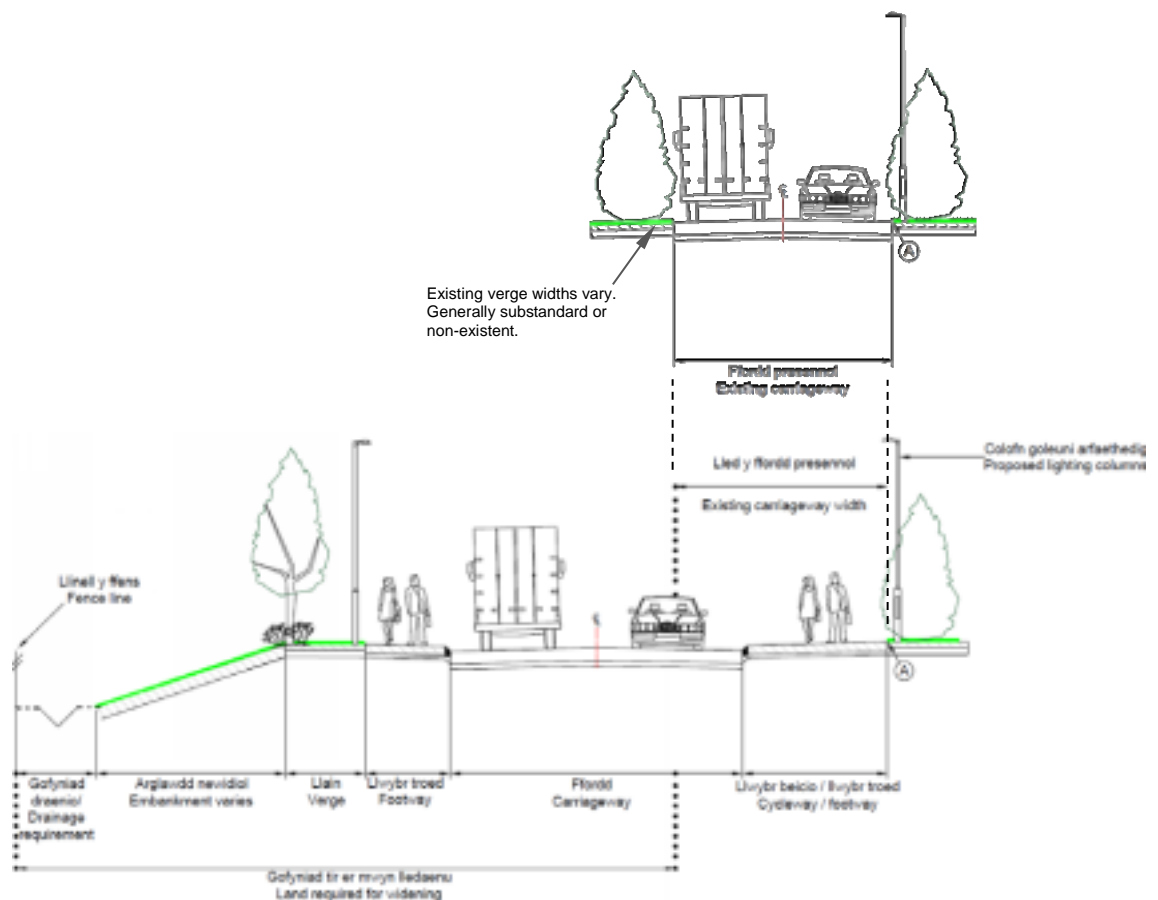 ℄
Existing verge widths vary.
Generally substandard or
non-existent.
A
Ffordd presennol
Existing carriageway
Colofn goleuni arfaethedig
Proposed lighting columns
Lled y ffordd presennol
Existing carriageway width
Llinell y ffens
Fence line
℄
A
Gofyniad
draenio/
Drainage
requirement
Arglawdd newidiol
Embankment varies
Llain
Verge
Llwybr troed
Footway
Ffordd
Carriageway
Llwybr beicio / llwybr troed
Cycleway / footway
Gofyniad tir er mwyn lledaenu
Land required for widening